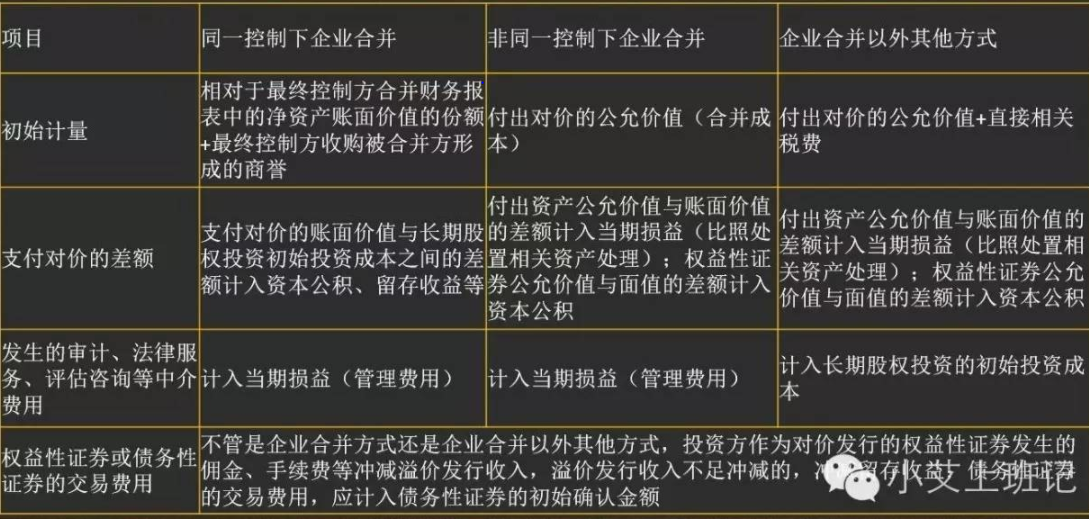 项目
同一控制下企业合并
非同一控制下企业合并
企业合并以外其他方式
初始计量
相对于最终控制方合并财务报
表中的净资产账面价值的份额
+最终控制方收购被合并方形
成的商誉
付出对价的公允价值（合并成
本）
付出对价的公允价值+直接相关
税费
支付对价的差额
支付对价的账面价值与长期股
权投资初始投资成本之间的差
额计入资本公积、留存收益等
付出资产公允价值与账面价值
的差额计入当期损益（比照处
置相关资产处理）；权益性证
券公允价值与面值的差额计入
资本公积
付出资产公允价值与账面价值的
差额计入当期损益（比照处置相
关资产处理）；权益性证券公允
价值与面值的差额计入资本公积
发生的审计、法律服
务、评估咨询等中介
费用
计入当期损益（管理费用）
计入当期损益（管理费用）
计入长期股权投资的初始投资成
本
权益性证券或债务性
证券的交易费用
不管是企业合并方式还是企业合并以外其他方式，投资方作为对价发行的权益性证券发生的
佣金、手续费等冲减溢价发行收入，溢价发行收入不足冲减的，冲 留存收益；债务性证券
的交易费用，应计入债务性证券的初始确认金额
小艾上班记